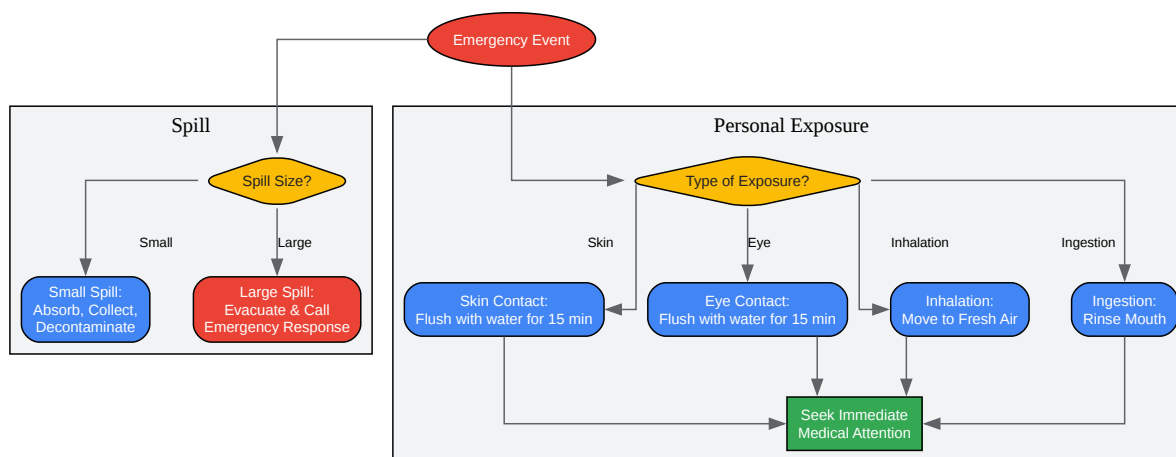 Emergency Event
Spill
Personal Exposure
Spill Size?
Type of Exposure?
Small
Large
Skin
Eye
Inhalation
Ingestion
Small Spill:
Absorb, Collect,
Decontaminate
Large Spill:
Evacuate & Call
Emergency Response
Skin Contact:
Flush with water for 15 min
Eye Contact:
Flush with water for 15 min
Inhalation:
Move to Fresh Air
Ingestion:
Rinse Mouth
Seek Immediate
Medical Attention